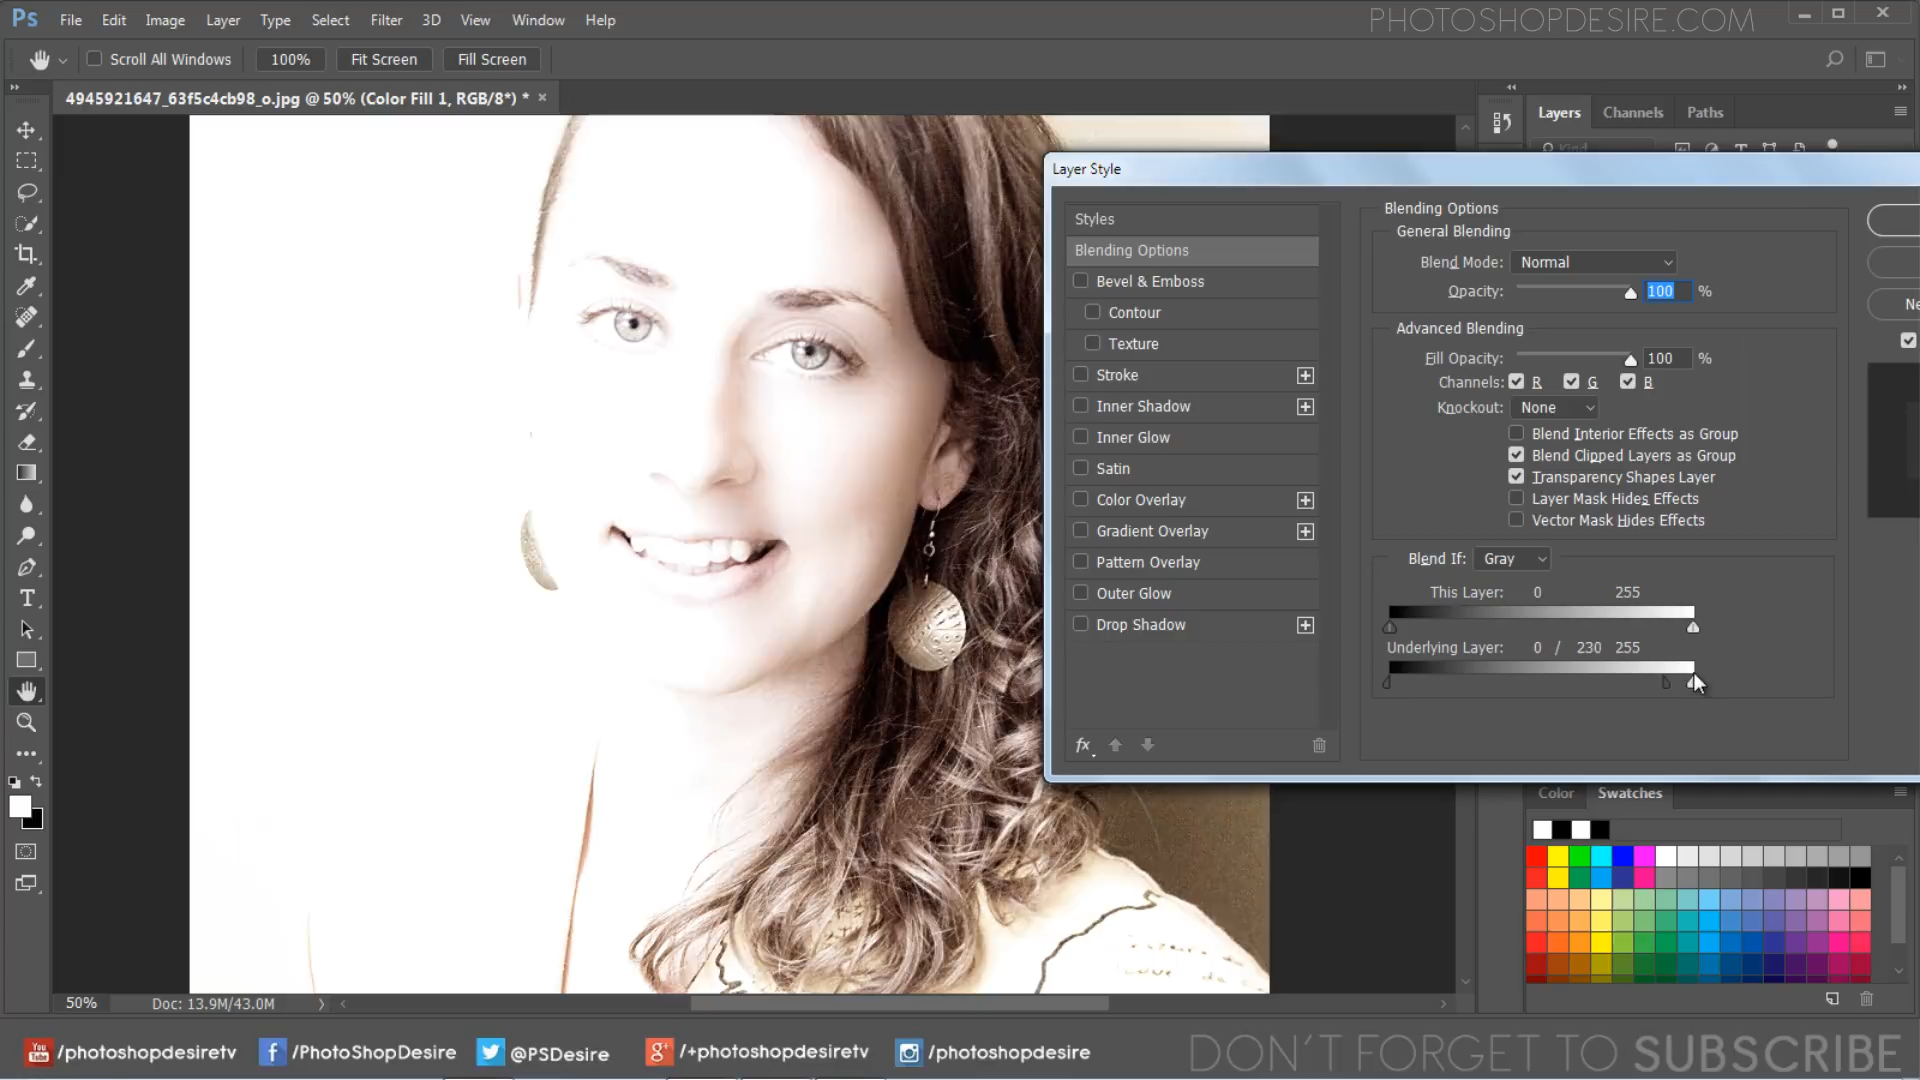 Ps File Edit Image Layer Type Select Filter 3D View Window Help
PHOTOSHOPDESIRE.COM
Scroll All Windows 100% Fit Screen Fill Screen
4945921647_63f5c4cb98_o.jpg @ 50% (Color Fill 1, RGB/8*) * ×
Layers Channels Paths
Kind
Layer Style
Styles
Blending Options
Bevel & Emboss
Contour
Texture
Stroke
Inner Shadow
Inner Glow
Satin
Color Overlay
Gradient Overlay
Pattern Overlay
Outer Glow
Drop Shadow
fx
Blending Options
General Blending
Blend Mode: Normal
Opacity: 100 %
Advanced Blending
Fill Opacity: 100 %
Channels: R G B
Knockout: None
Blend Interior Effects as Group
Blend Clipped Layers as Group
Transparency Shapes Layer
Layer Mask Hides Effects
Vector Mask Hides Effects
Blend If: Gray
This Layer: 0 255
Underlying Layer: 0 / 230 255
Ne
Color Swatches
50% Doc: 13.9M/43.0M
You Tube /photoshopdesiretv /PhotoShopDesire @PSDesire /+photoshopdesiretv /photoshopdesire
DON'T FORGET TO SUBSCRIBE